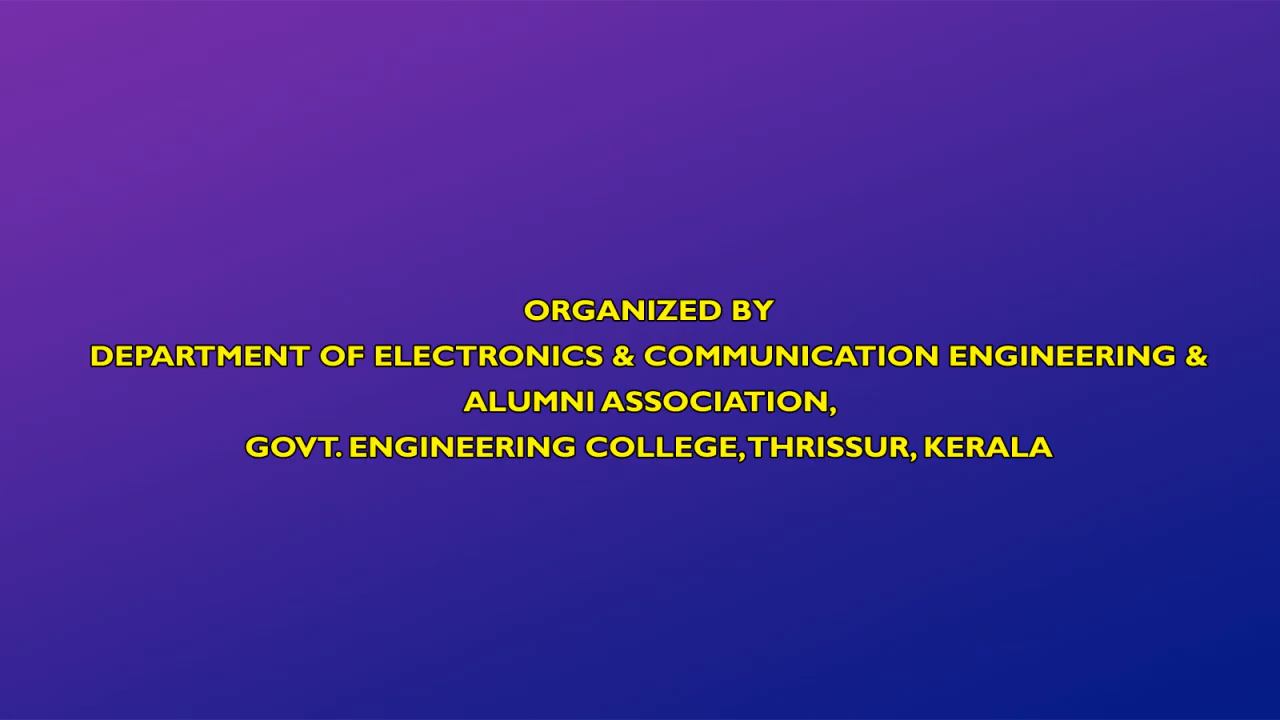 ORGANIZED BY
DEPARTMENT OF ELECTRONICS & COMMUNICATION ENGINEERING &
ALUMNI ASSOCIATION,
GOVT. ENGINEERING COLLEGE, THRISSUR, KERALA